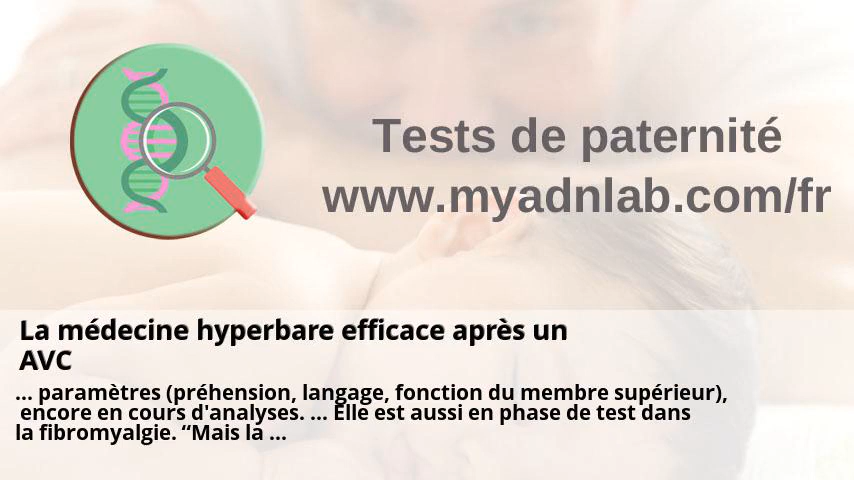 Tests de paternité
www.myadnlab.com/fr
La médecine hyperbare efficace après un
AVC
... paramètres (préhension, langage, fonction du membre supérieur),
encore en cours d'analyses. ... Elle est aussi en phase de test dans
la fibromyalgie. “Mais la ...